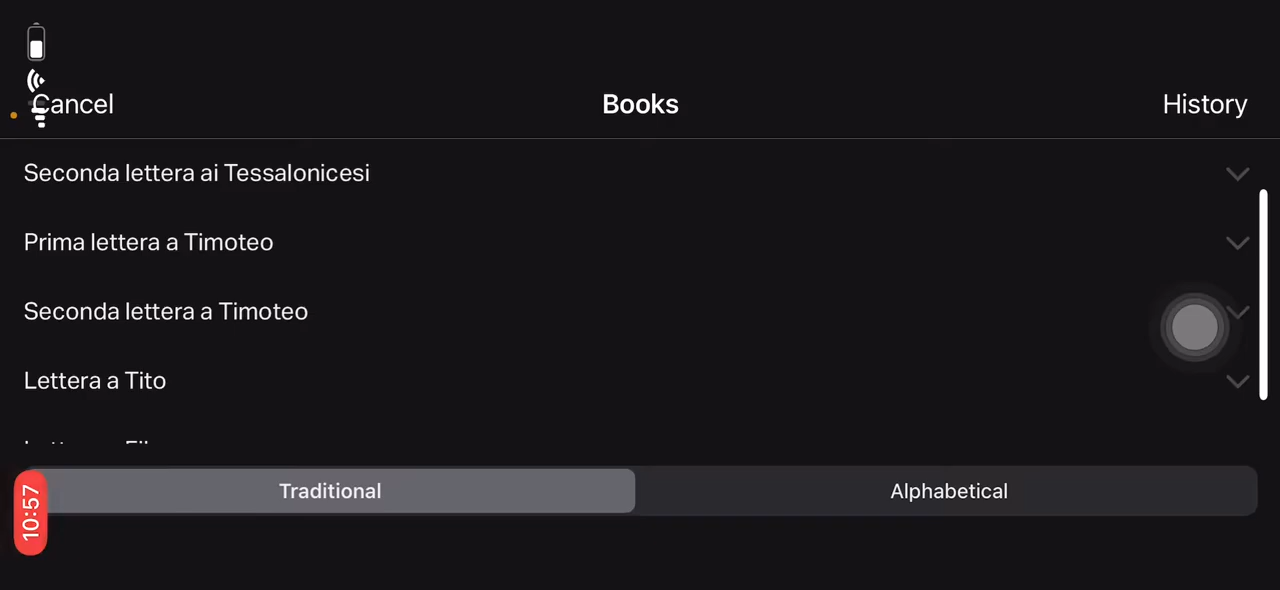 Cancel
Books
History
Seconda lettera ai Tessalonicesi
Prima lettera a Timoteo
Seconda lettera a Timoteo
Lettera a Tito
Traditional
Alphabetical
10:57